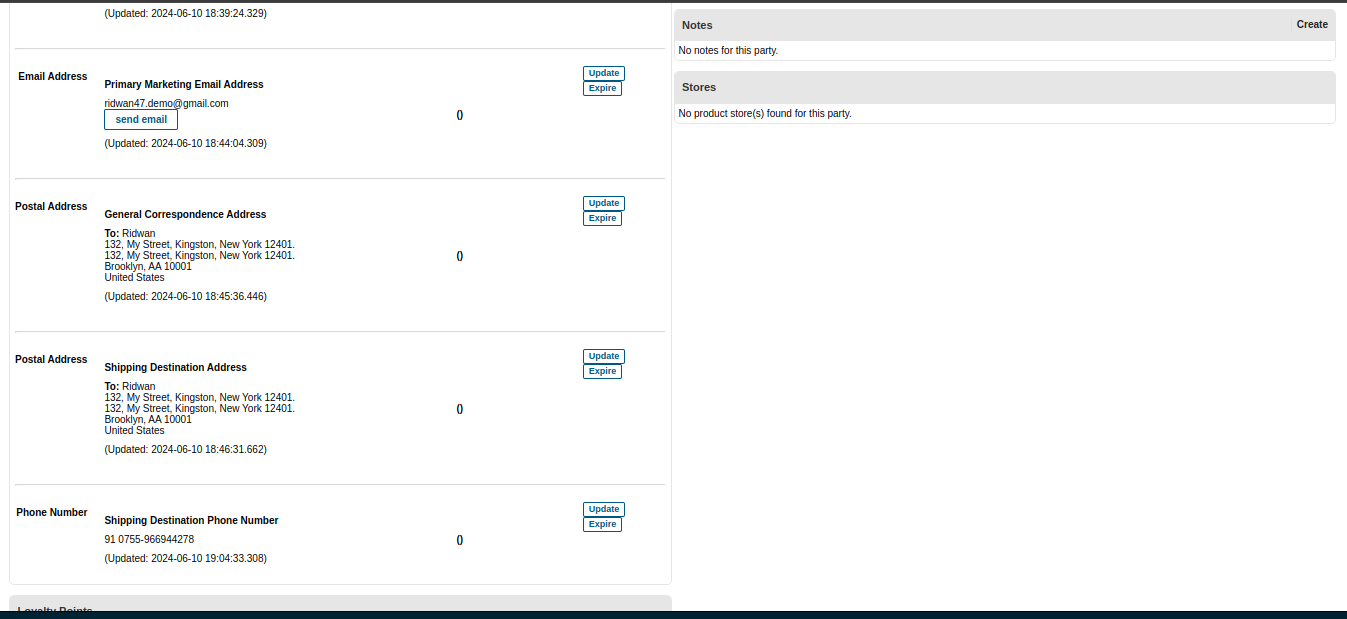 (Updated: 2024-06-10 18:39:24.329)
Email Address
Primary Marketing Email Address
ridwan47.demo@gmail.com
send email
(Updated: 2024-06-10 18:44:04.309)
()
Update
Expire
Postal Address
General Correspondence Address
To: Ridwan
132, My Street, Kingston, New York 12401.
132, My Street, Kingston, New York 12401.
Brooklyn, AA 10001
United States
(Updated: 2024-06-10 18:45:36.446)
()
Update
Expire
Postal Address
Shipping Destination Address
To: Ridwan
132, My Street, Kingston, New York 12401.
132, My Street, Kingston, New York 12401.
Brooklyn, AA 10001
United States
(Updated: 2024-06-10 18:46:31.662)
()
Update
Expire
Phone Number
Shipping Destination Phone Number
91 0755-966944278
(Updated: 2024-06-10 19:04:33.308)
()
Update
Expire
Loyalty Points
Notes
Create
No notes for this party.
Stores
No product store(s) found for this party.